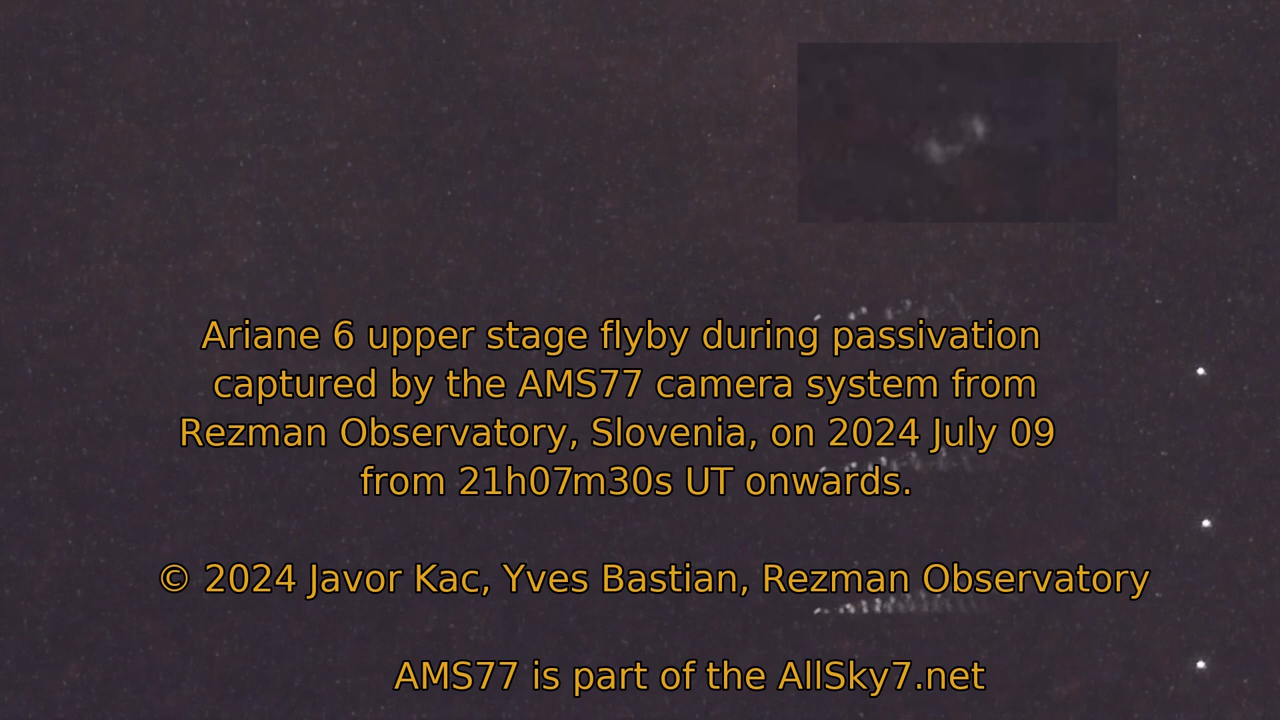 Ariane 6 upper stage flyby during passivation
captured by the AMS77 camera system from
Rezman Observatory, Slovenia, on 2024 July 09
from 21h07m30s UT onwards.
© 2024 Javor Kac, Yves Bastian, Rezman Observatory
AMS77 is part of the AllSky7.net